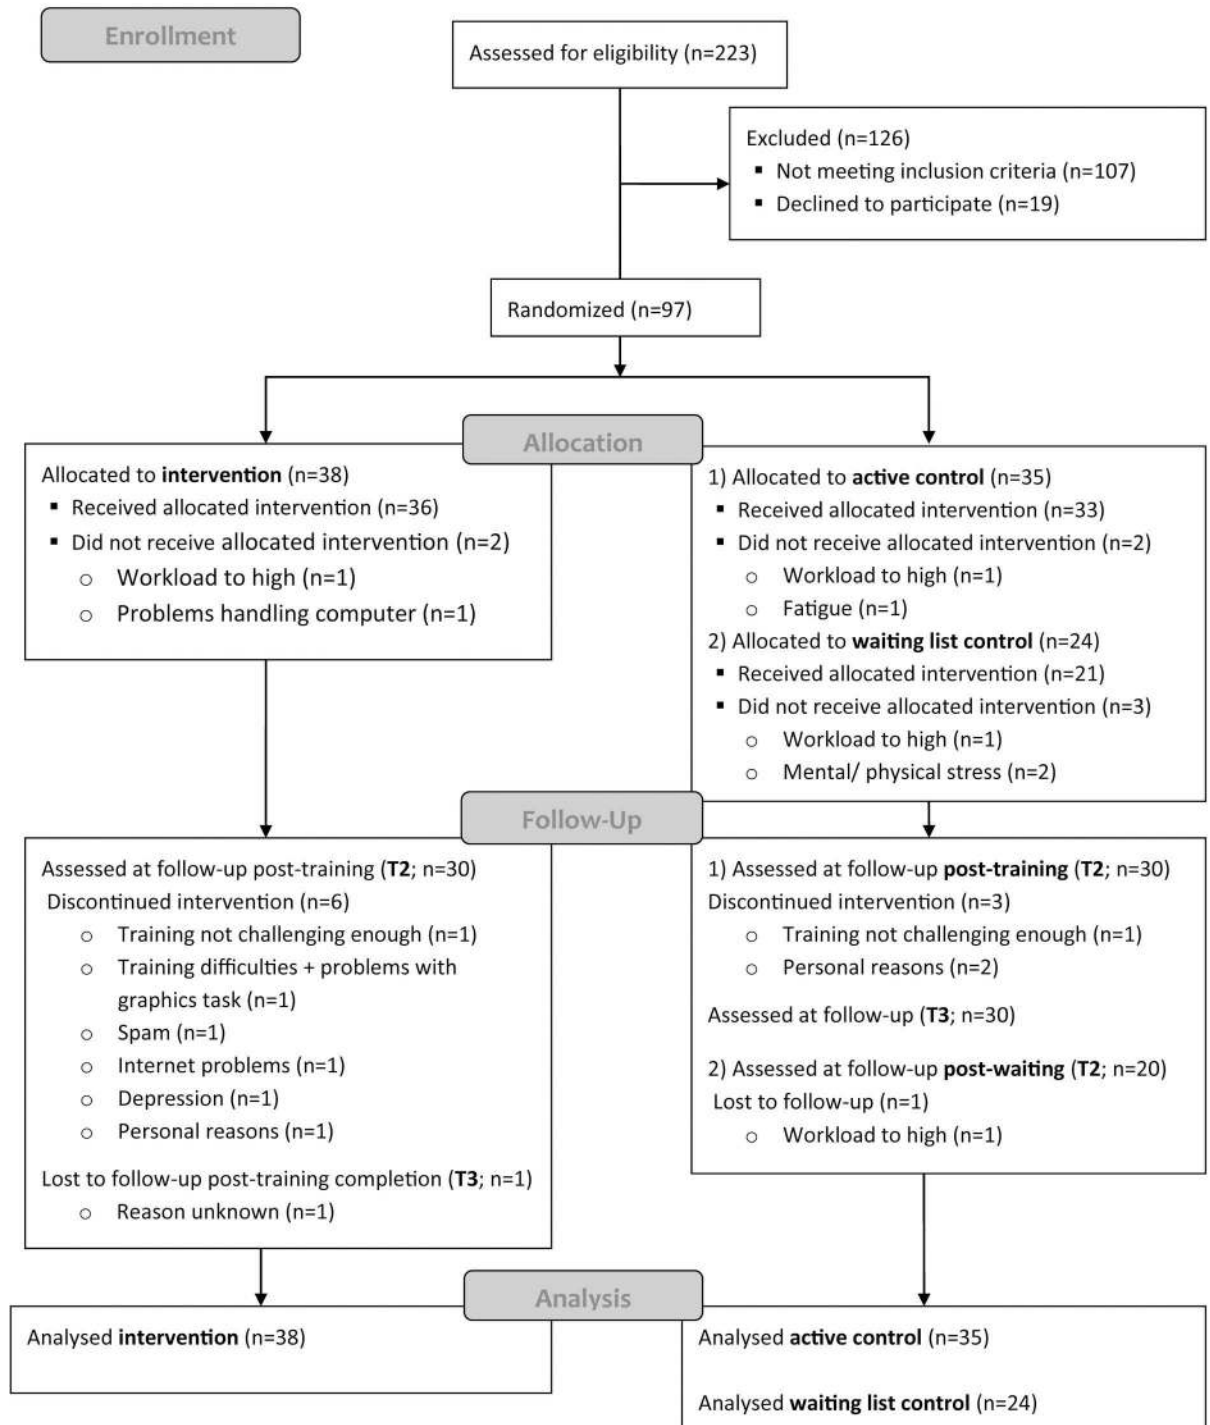 Enrollment
Assessed for eligibility (n=223)
Excluded (n=126)
▪ Not meeting inclusion criteria (n=107)
▪ Declined to participate (n=19)
Randomized (n=97)
Allocation
Allocated to intervention (n=38)
▪ Received allocated intervention (n=36)
▪ Did not receive allocated intervention (n=2)
o Workload to high (n=1)
o Problems handling computer (n=1)
1) Allocated to active control (n=35)
▪ Received allocated intervention (n=33)
▪ Did not receive allocated intervention (n=2)
o Workload to high (n=1)
o Fatigue (n=1)
2) Allocated to waiting list control (n=24)
▪ Received allocated intervention (n=21)
▪ Did not receive allocated intervention (n=3)
o Workload to high (n=1)
o Mental/ physical stress (n=2)
Follow-Up
Assessed at follow-up post-training (T2; n=30)
Discontinued intervention (n=6)
o Training not challenging enough (n=1)
o Training difficulties + problems with
graphics task (n=1)
o Spam (n=1)
o Internet problems (n=1)
o Depression (n=1)
o Personal reasons (n=1)
Lost to follow-up post-training completion (T3; n=1)
o Reason unknown (n=1)
1) Assessed at follow-up post-training (T2; n=30)
Discontinued intervention (n=3)
o Training not challenging enough (n=1)
o Personal reasons (n=2)
Assessed at follow-up (T3; n=30)
2) Assessed at follow-up post-waiting (T2; n=20)
Lost to follow-up (n=1)
o Workload to high (n=1)
Analysis
Analysed intervention (n=38)
Analysed active control (n=35)
Analysed waiting list control (n=24)